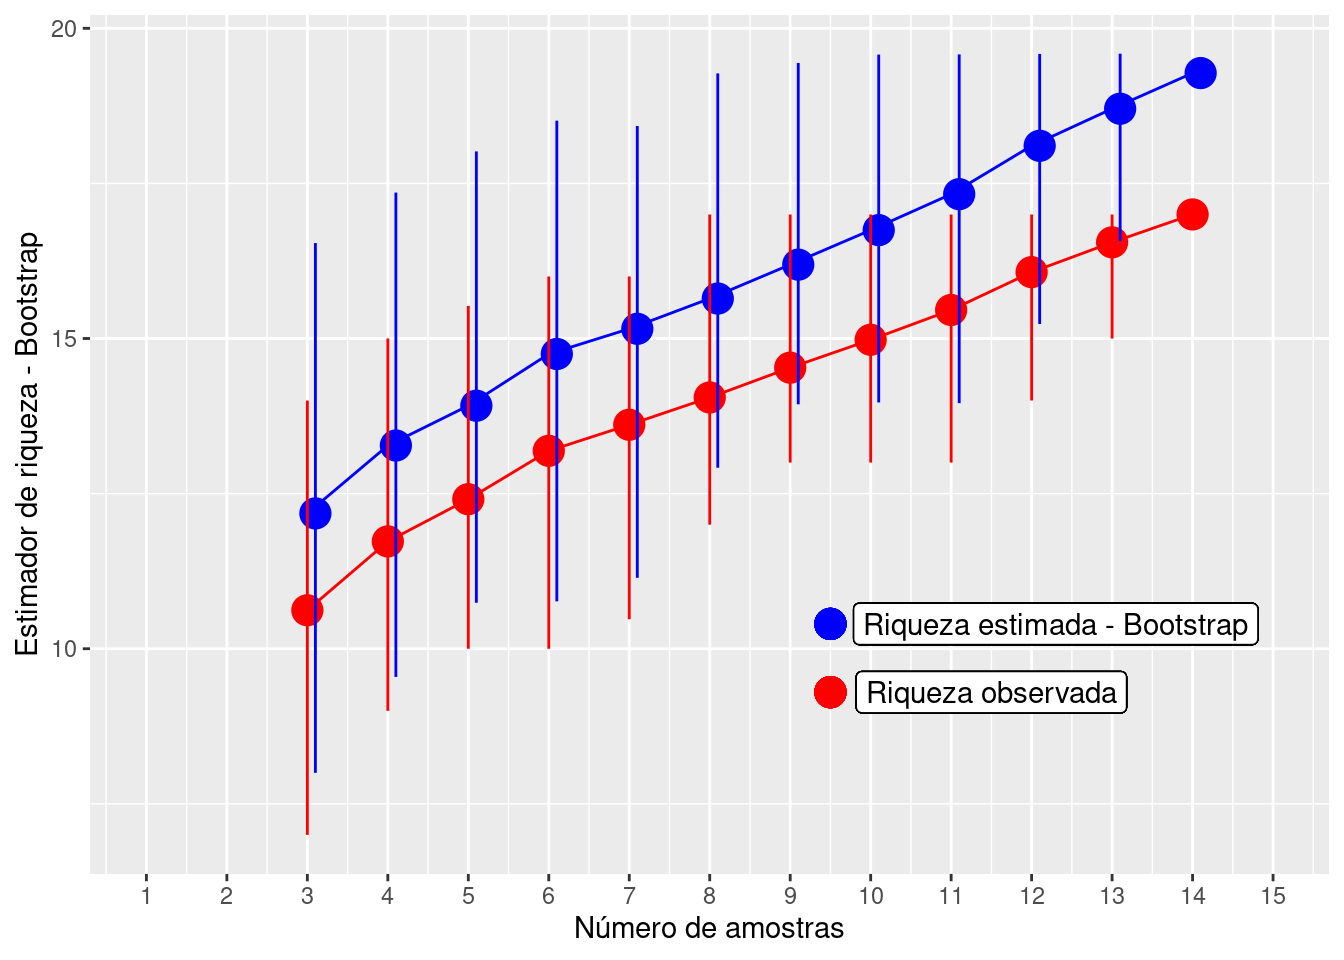 Estimador de riqueza - Bootstrap
20
15
10
Riqueza estimada - Bootstrap
Riqueza observada
1 2 3 4 5 6 7 8 9 10 11 12 13 14 15
Número de amostras